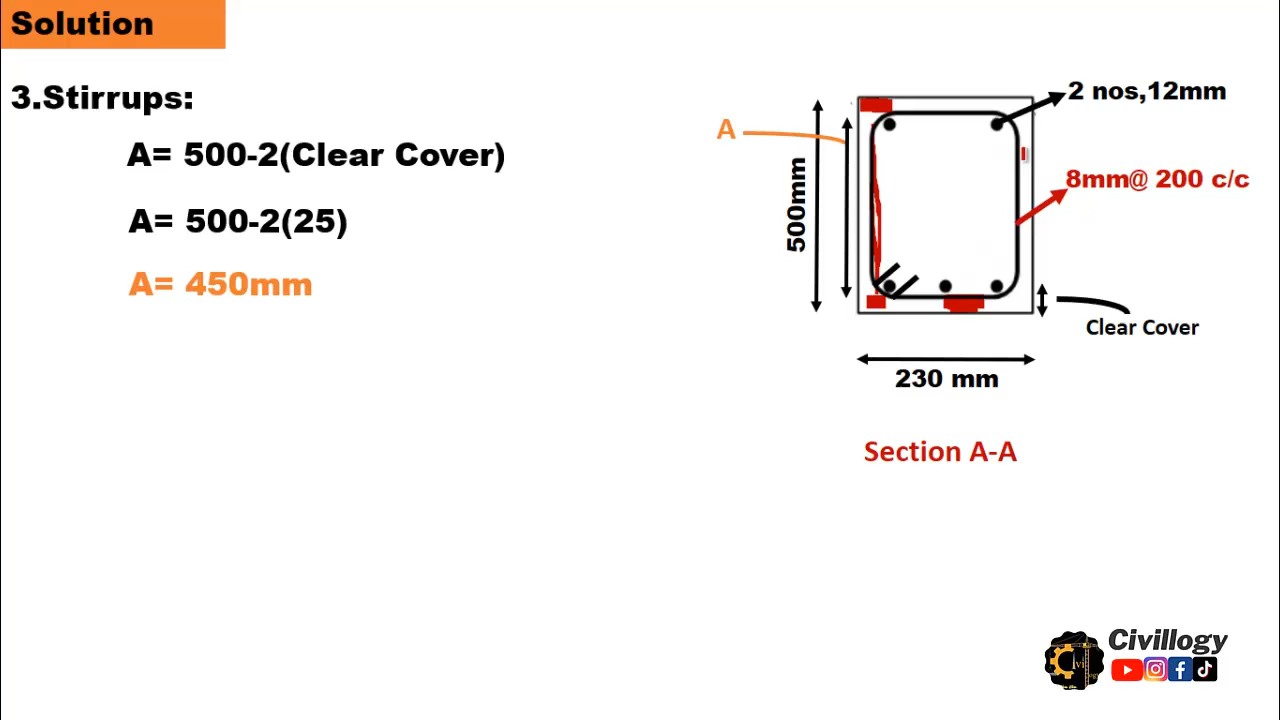 Solution
3.Stirrups:
A= 500-2(Clear Cover)
A= 500-2(25)
A= 450mm
2 nos,12mm
A
8mm@ 200 c/c
500mm
Clear Cover
230 mm
Section A-A
Civillogy